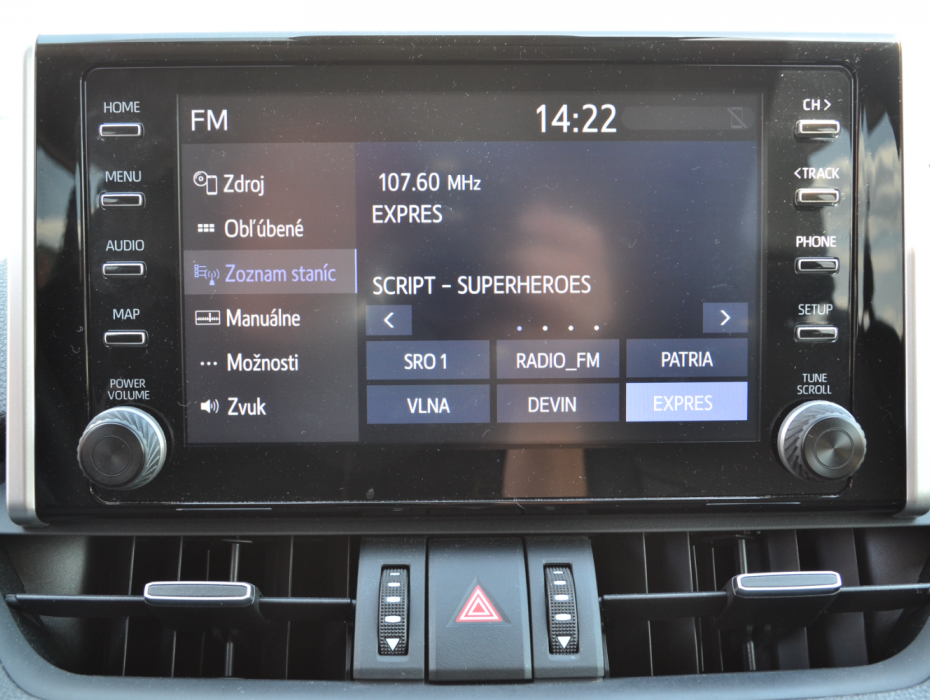 HOME
MENU
AUDIO
MAP
POWER
VOLUME
FM
14:22
Zdroj
Obľúbené
Zoznam staníc
Manuálne
Možnosti
Zvuk
107.60 MHz
EXPRES
SCRIPT - SUPERHEROES
<
>
SRO 1
RADIO_FM
PATRIA
VLNA
DEVIN
EXPRES
CH >
<TRACK
PHONE
SETUP
TUNE
SCROLL